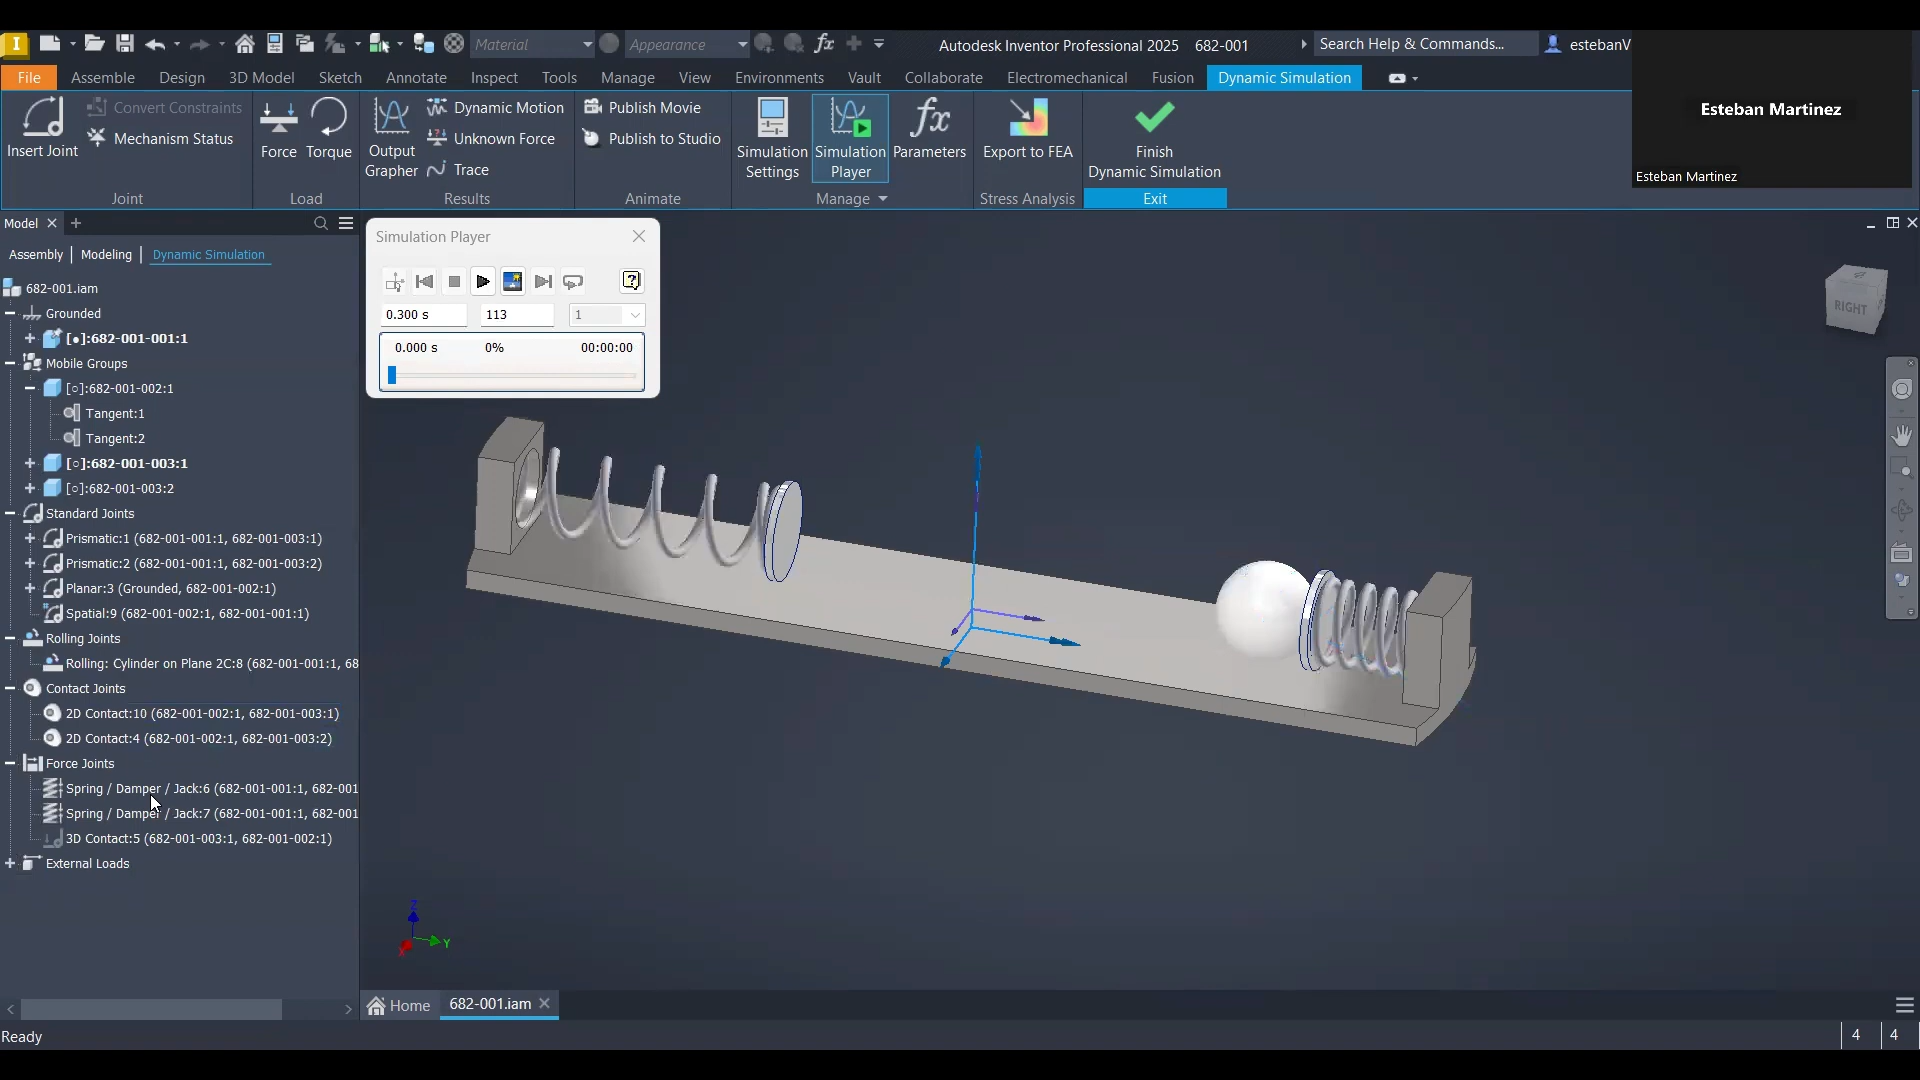 Material
Appearance
Autodesk Inventor Professional 2025 682-001
Search Help & Commands...
estebanV
File Assemble Design 3D Model Sketch Annotate Inspect Tools Manage View Environments Vault Collaborate Electromechanical Fusion Dynamic Simulation
Insert Joint
Convert Constraints
Mechanism Status
Joint
Force
Torque
Load
Output
Grapher
Dynamic Motion
Unknown Force
Trace
Results
Publish Movie
Publish to Studio
Animate
Simulation
Settings
Simulation
Player
Parameters
Manage
Export to FEA
Stress Analysis
Finish
Dynamic Simulation
Exit
Esteban Martinez
Esteban Martinez
Model
Assembly Modeling Dynamic Simulation
682-001.iam
Grounded
[●]:682-001-001:1
Mobile Groups
[○]:682-001-002:1
Tangent:1
Tangent:2
[○]:682-001-003:1
[○]:682-001-003:2
Standard Joints
Prismatic:1 (682-001-001:1, 682-001-003:1)
Prismatic:2 (682-001-001:1, 682-001-003:2)
Planar:3 (Grounded, 682-001-002:1)
Spatial:9 (682-001-002:1, 682-001-001:1)
Rolling Joints
Rolling: Cylinder on Plane 2C:8 (682-001-001:1, 68
Contact Joints
2D Contact:10 (682-001-002:1, 682-001-003:1)
2D Contact:4 (682-001-002:1, 682-001-003:2)
Force Joints
Spring / Damper / Jack:6 (682-001-001:1, 682-001
Spring / Damper / Jack:7 (682-001-001:1, 682-001
3D Contact:5 (682-001-003:1, 682-001-002:1)
External Loads
Simulation Player
0.300 s 113 1
0.000 s 0% 00:00:00
RIGHT
Z
Y
X
Home
682-001.iam
Ready
4 4